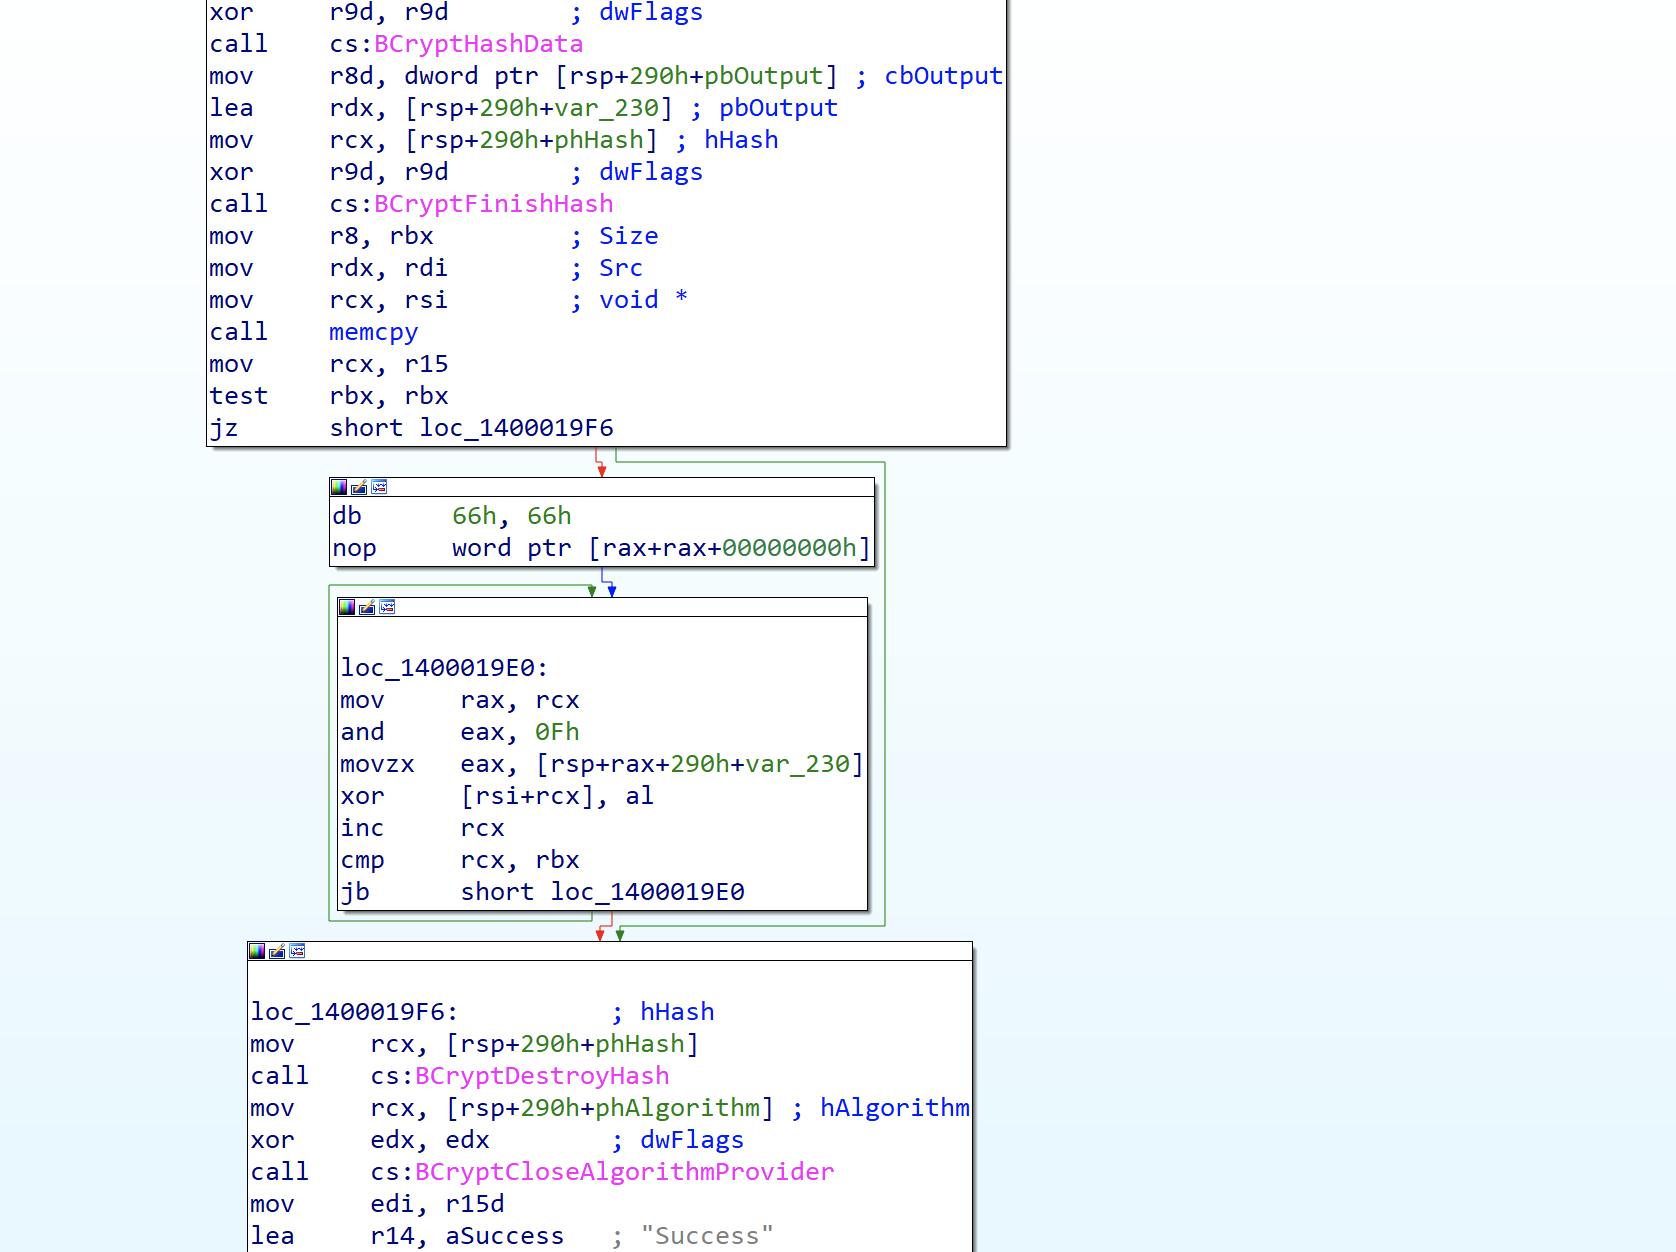 xor r9d, r9d ; dwFlags
call cs:BCryptHashData
mov r8d, dword ptr [rsp+290h+pbOutput] ; cbOutput
lea rdx, [rsp+290h+var_230] ; pbOutput
mov rcx, [rsp+290h+phHash] ; hHash
xor r9d, r9d ; dwFlags
call cs:BCryptFinishHash
mov r8, rbx ; Size
mov rdx, rdi ; Src
mov rcx, rsi ; void *
call memcpy
mov rcx, r15
test rbx, rbx
jz short loc_1400019F6
db 66h, 66h
nop word ptr [rax+rax+00000000h]
loc_1400019E0:
mov rax, rcx
and eax, 0Fh
movzx eax, [rsp+rax+290h+var_230]
xor [rsi+rcx], al
inc rcx
cmp rcx, rbx
jb short loc_1400019E0
loc_1400019F6: ; hHash
mov rcx, [rsp+290h+phHash]
call cs:BCryptDestroyHash
mov rcx, [rsp+290h+phAlgorithm] ; hAlgorithm
xor edx, edx ; dwFlags
call cs:BCryptCloseAlgorithmProvider
mov edi, r15d
lea r14, aSuccess ; "Success"